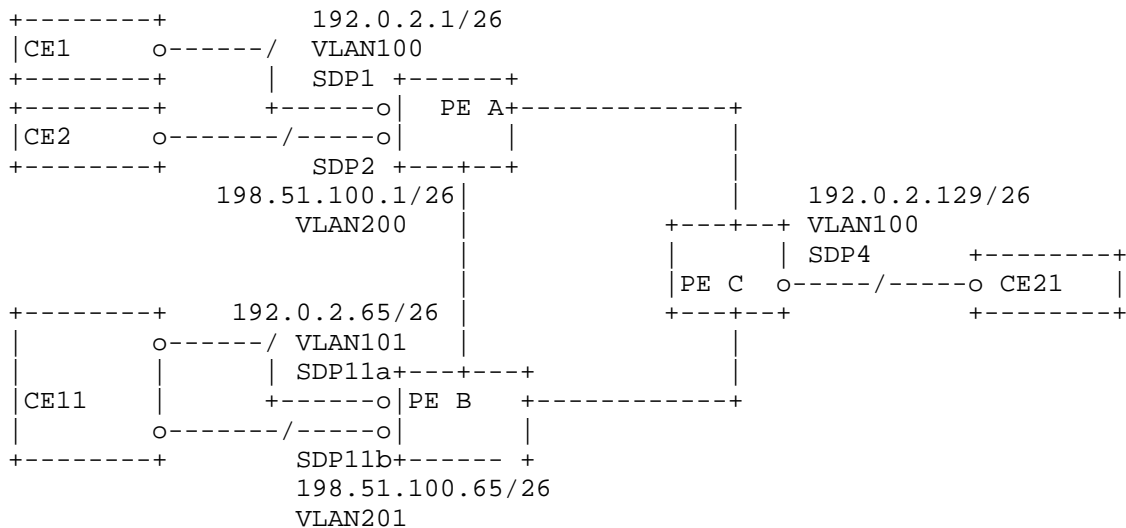 192.0.2.1/26
CE1 VLAN100
SDP1
PE A
CE2
SDP2
198.51.100.1/26 192.0.2.129/26
VLAN200 VLAN100
SDP4
PE C CE21
192.0.2.65/26
VLAN101
SDP11a
CE11 PE B
SDP11b
198.51.100.65/26
VLAN201